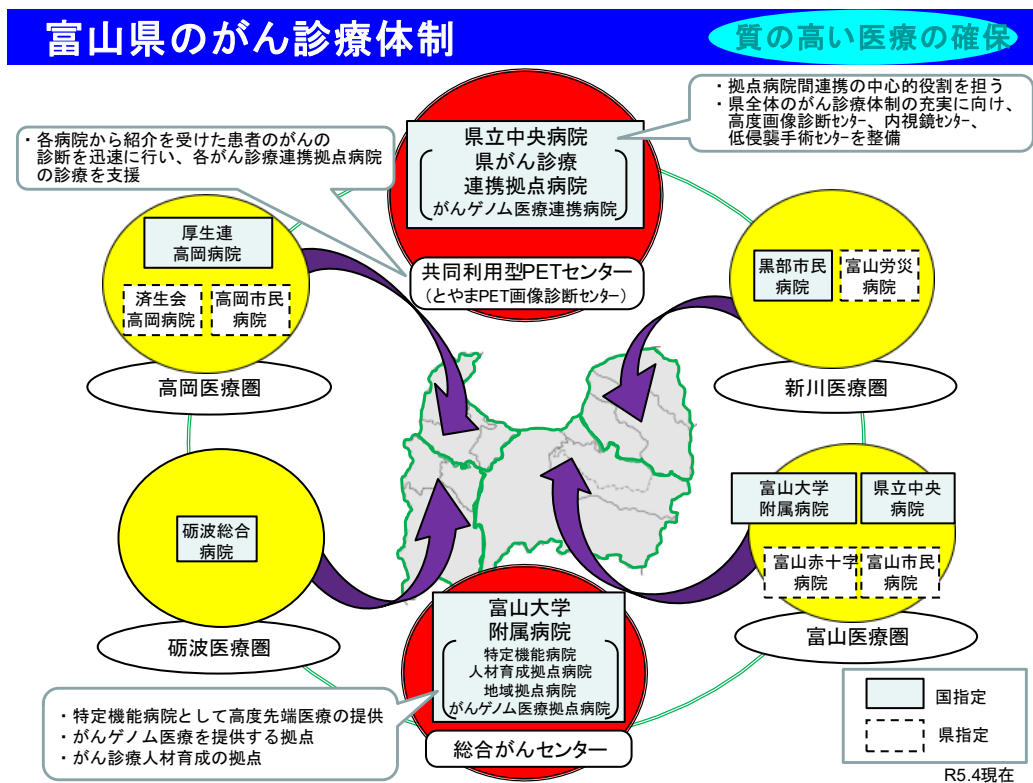 富山県のがん診療体制
質の高い医療の確保
・拠点病院間連携の中心的役割を担う
・県全体のがん診療体制の充実に向け、
高度画像診断センター、内視鏡センター、
低侵襲手術センターを整備
・各病院から紹介を受けた患者のがんの
診断を迅速に行い、各がん診療連携拠点病院
の診療を支援
県立中央病院
県がん診療
連携拠点病院
がんゲノム医療連携病院
共同利用型PETセンター
（とやまPET画像診断センター）
厚生連
高岡病院
済生会
高岡病院
高岡市民
病院
高岡医療圏
黒部市民
病院
富山労災
病院
新川医療圏
砺波総合
病院
砺波医療圏
富山大学
附属病院
県立中央
病院
富山赤十字
病院
富山市民
病院
富山医療圏
富山大学
附属病院
特定機能病院
人材育成拠点病院
地域拠点病院
がんゲノム医療拠点病院
総合がんセンター
・特定機能病院として高度先端医療の提供
・がんゲノム医療を提供する拠点
・がん診療人材育成の拠点
国指定
県指定
R5.4現在